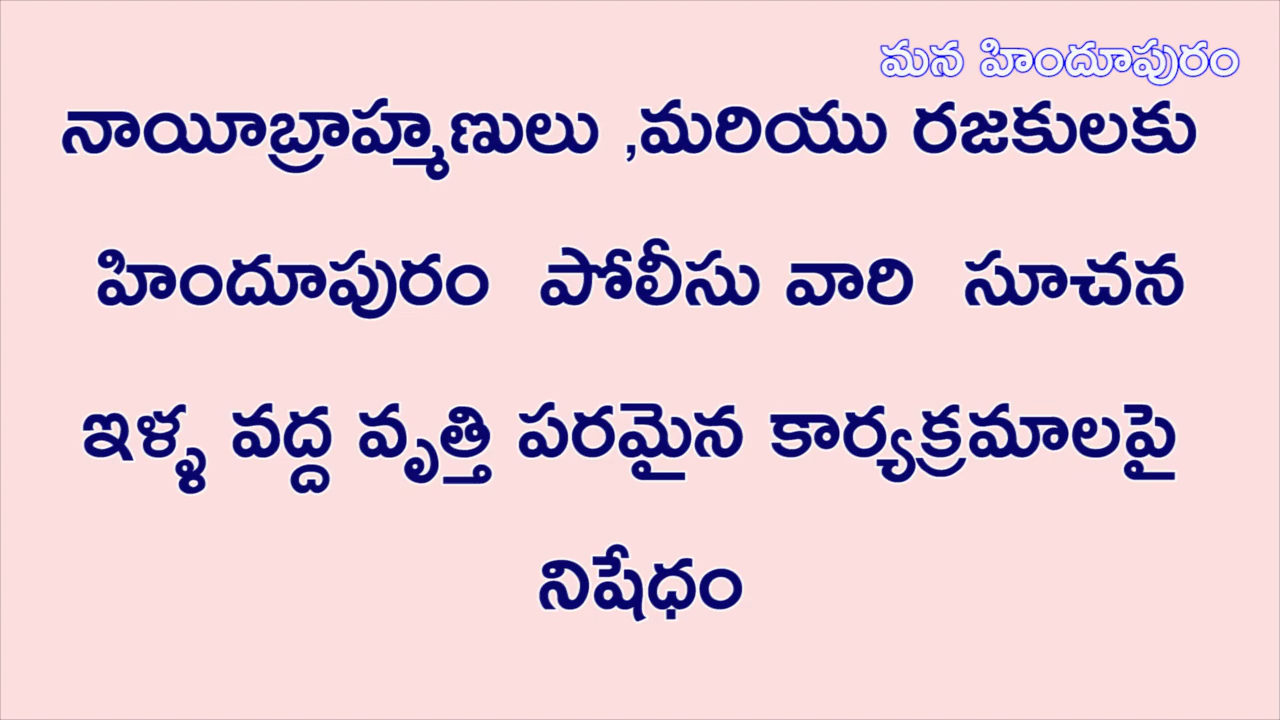 మన హిందూపురం
నాయీబ్రాహ్మణులు ,మరియు రజకులకు
హిందూపురం పోలీసు వారి సూచన
ఇళ్ళ వద్ద వృత్తి పరమైన కార్యక్రమాలపై
నిషేధం